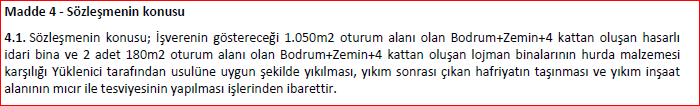 Madde 4 - Sözleşmenin konusu
4.1. Sözleşmenin konusu; İşverenin göstereceği 1.050m2 oturum alanı olan Bodrum+Zemin+4 kattan oluşan hasarlı
idari bina ve 2 adet 180m2 oturum alanı olan Bodrum+Zemin+4 kattan oluşan lojman binalarının hurda malzemesi
karşılığı Yüklenici tarafından usulüne uygun şekilde yıkılması, yıkım sonrası çıkan hafriyatın taşınması ve yıkım inşaat
alanının mıcır ile tesviyesinin yapılması işlerinden ibarettir.